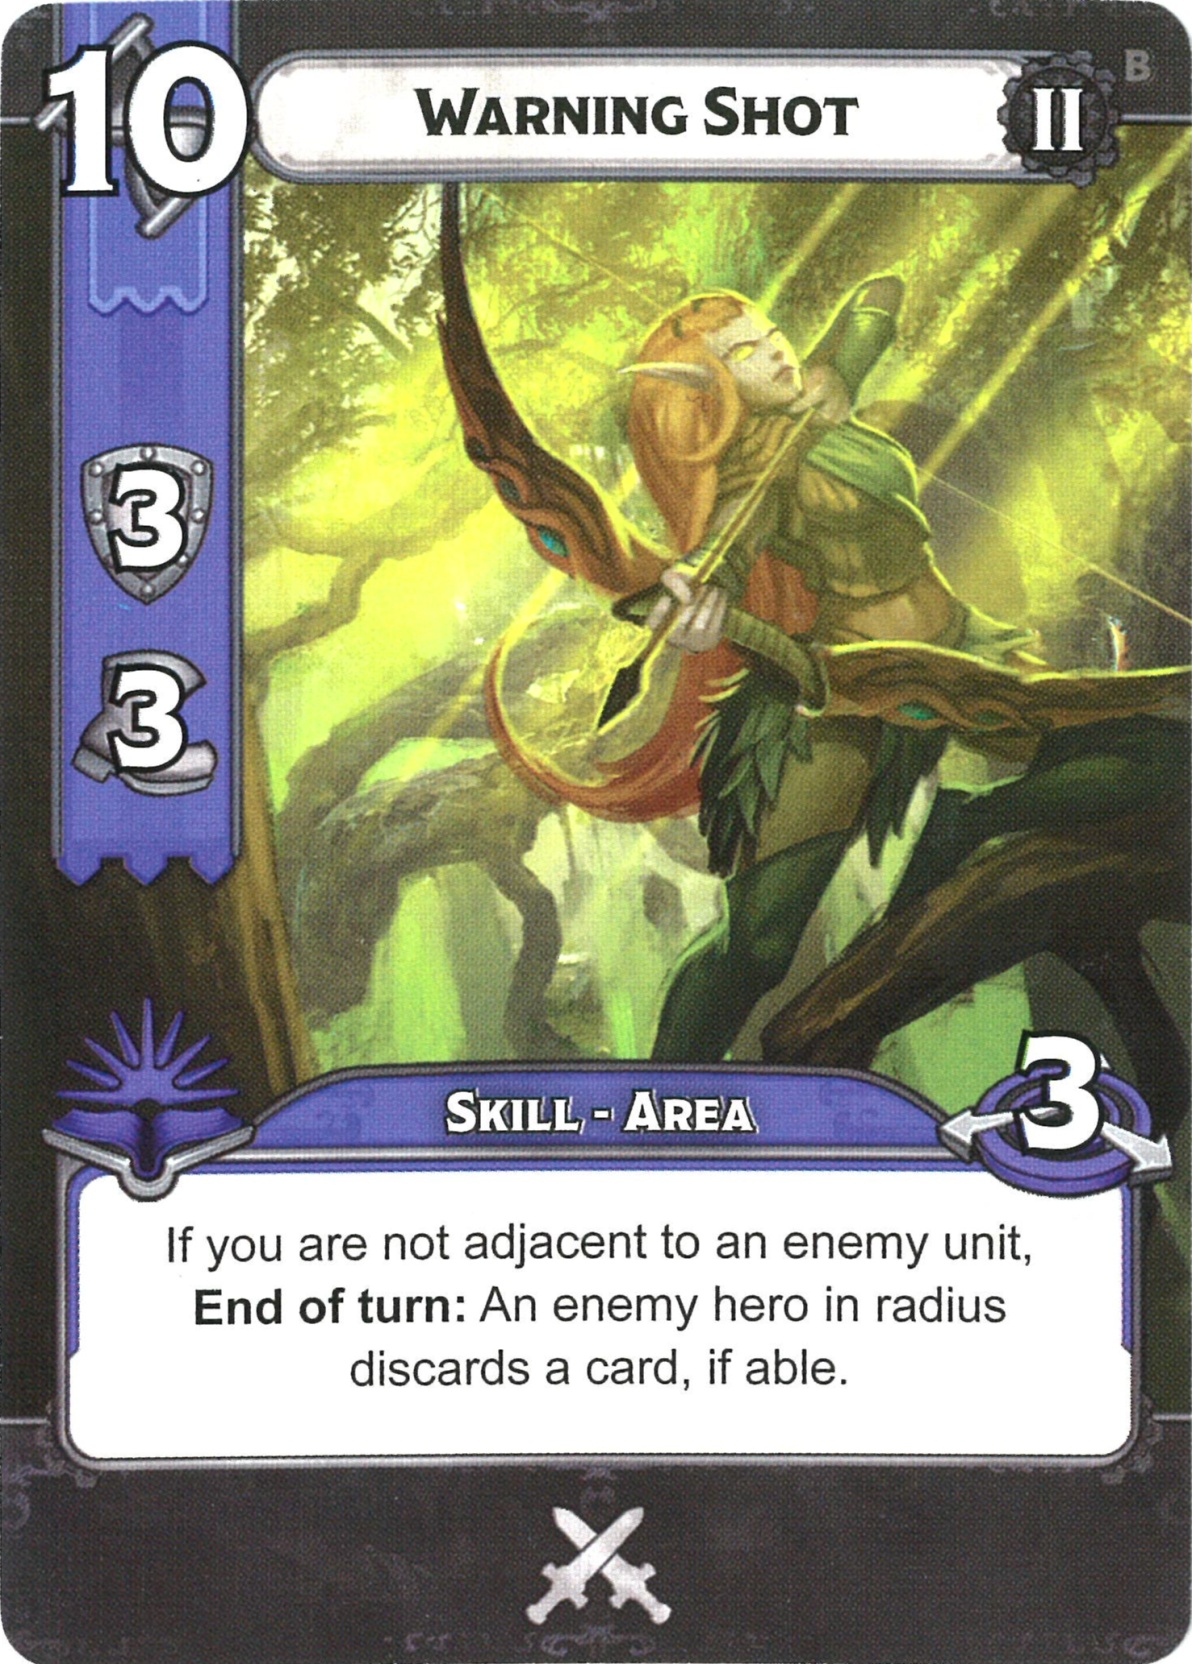 10
WARNING SHOT
II
B
3
3
SKILL - AREA
3
If you are not adjacent to an enemy unit,
End of turn: An enemy hero in radius
discards a card, if able.